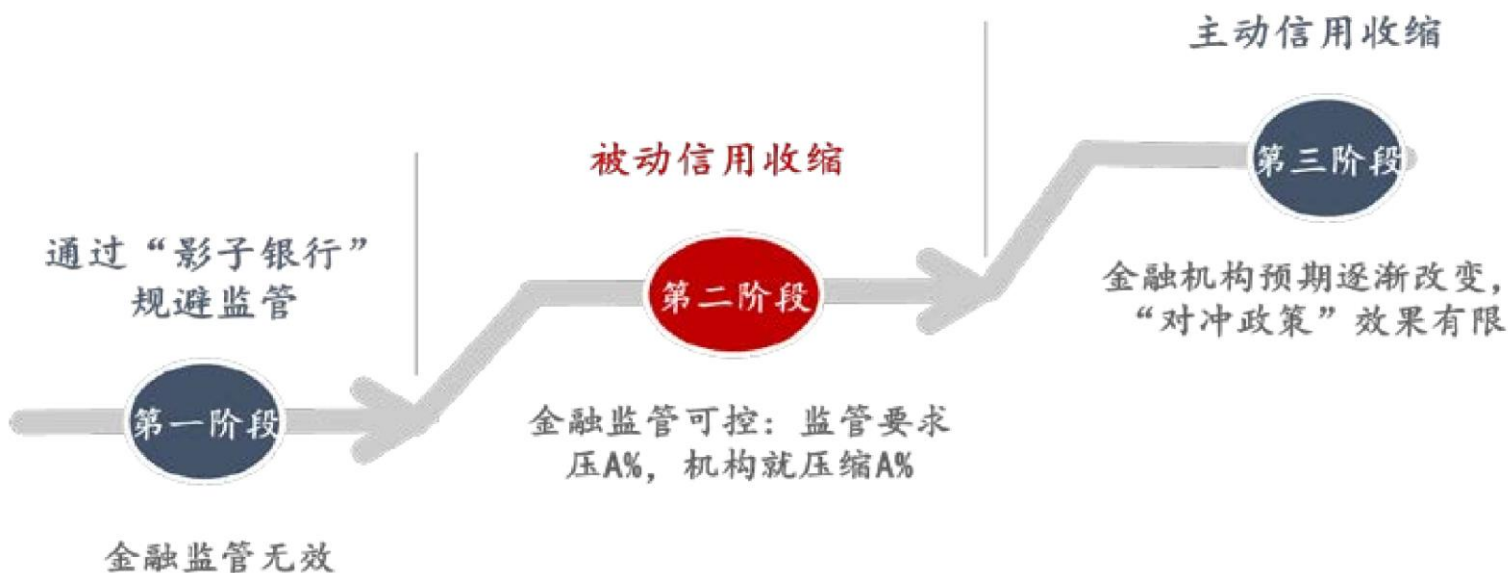 通过“影子银行”
规避监管
第一阶段
金融监管无效
被动信用收缩
第二阶段
金融监管可控：监管要求
压A%，机构就压缩A%
主动信用收缩
第三阶段
金融机构预期逐渐改变，
“对冲政策”效果有限